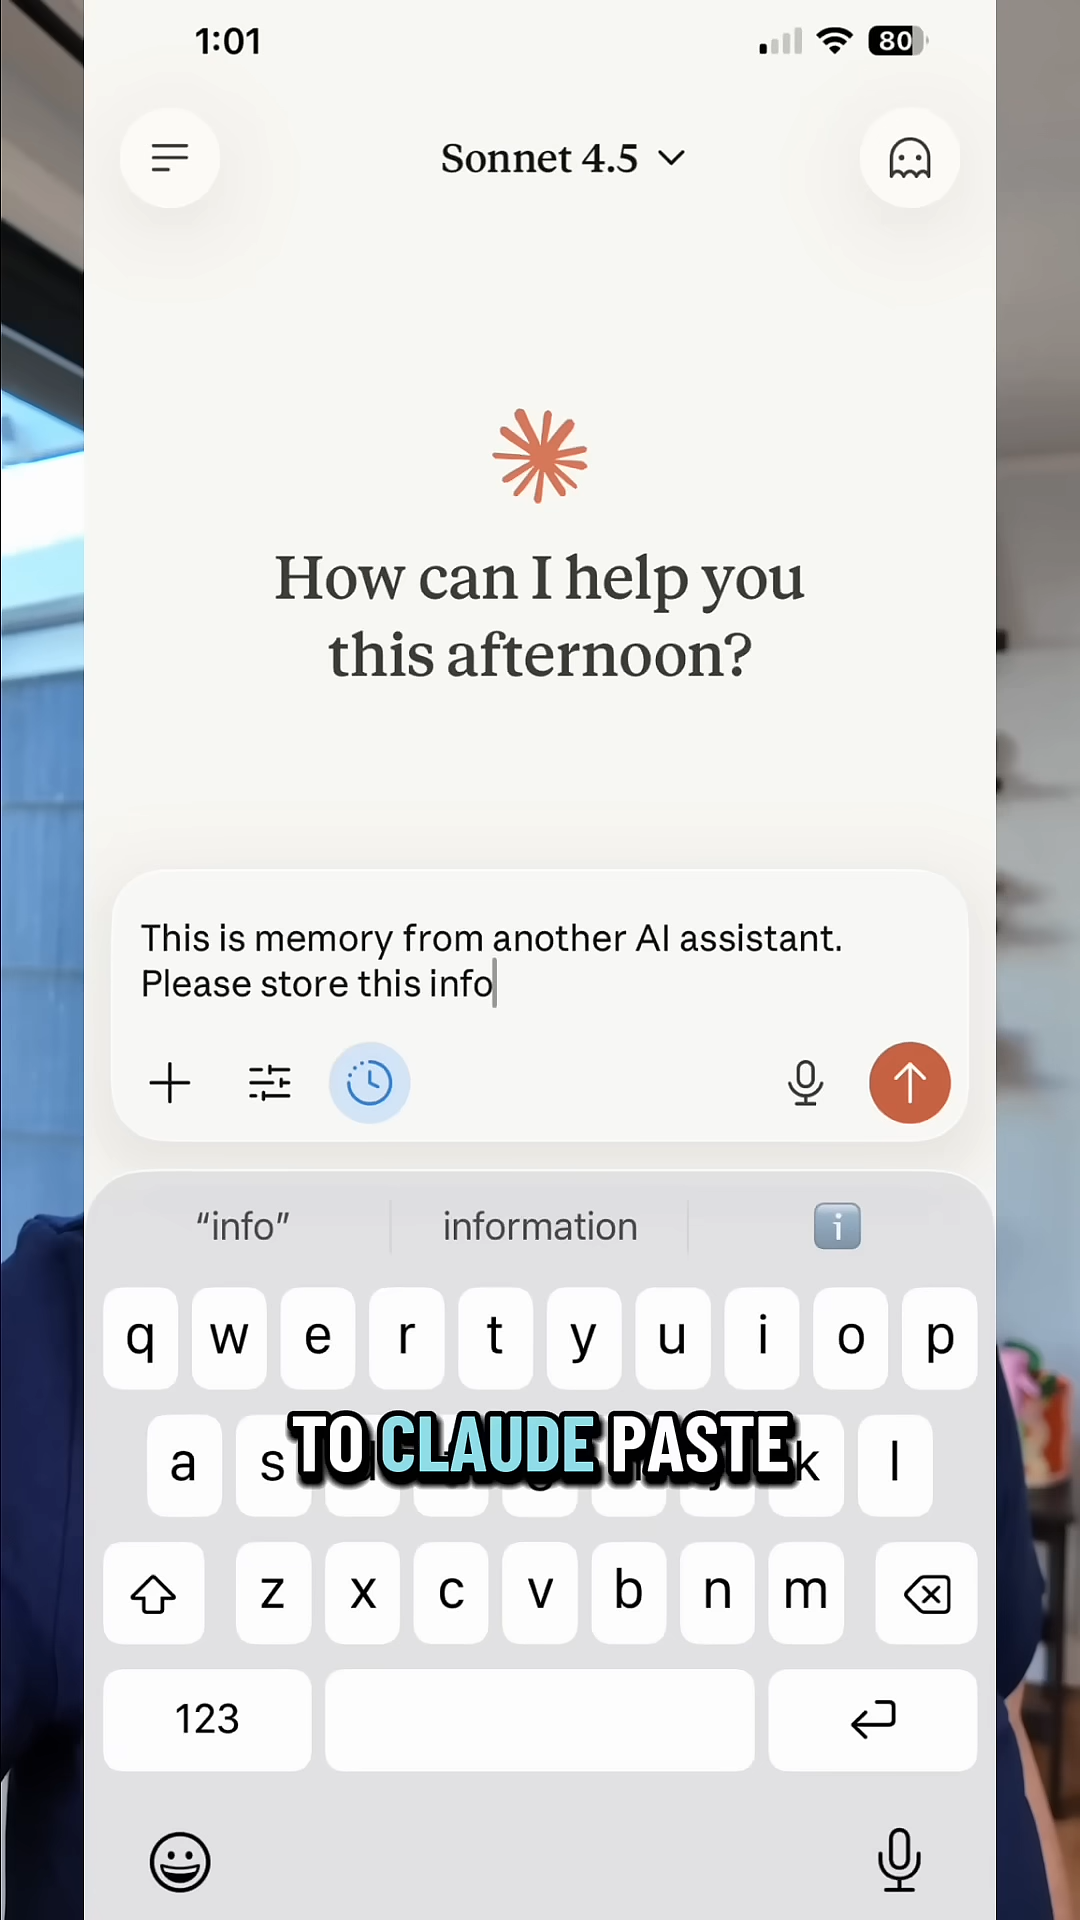 1:01
80
Sonnet 4.5
How can I help you
this afternoon?
This is memory from another AI assistant.
Please store this info
“info” information
q w e r t y u i o p
a s k l
TO CLAUDE PASTE
z x c v b n m
123